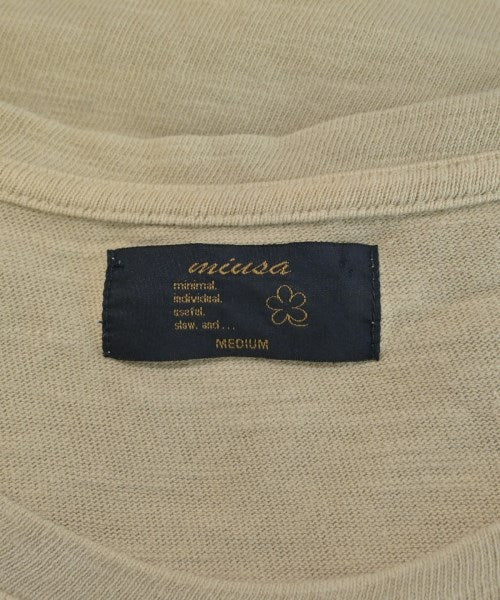 miusa
minimal.
individual.
useful.
slow. and...
MEDIUM